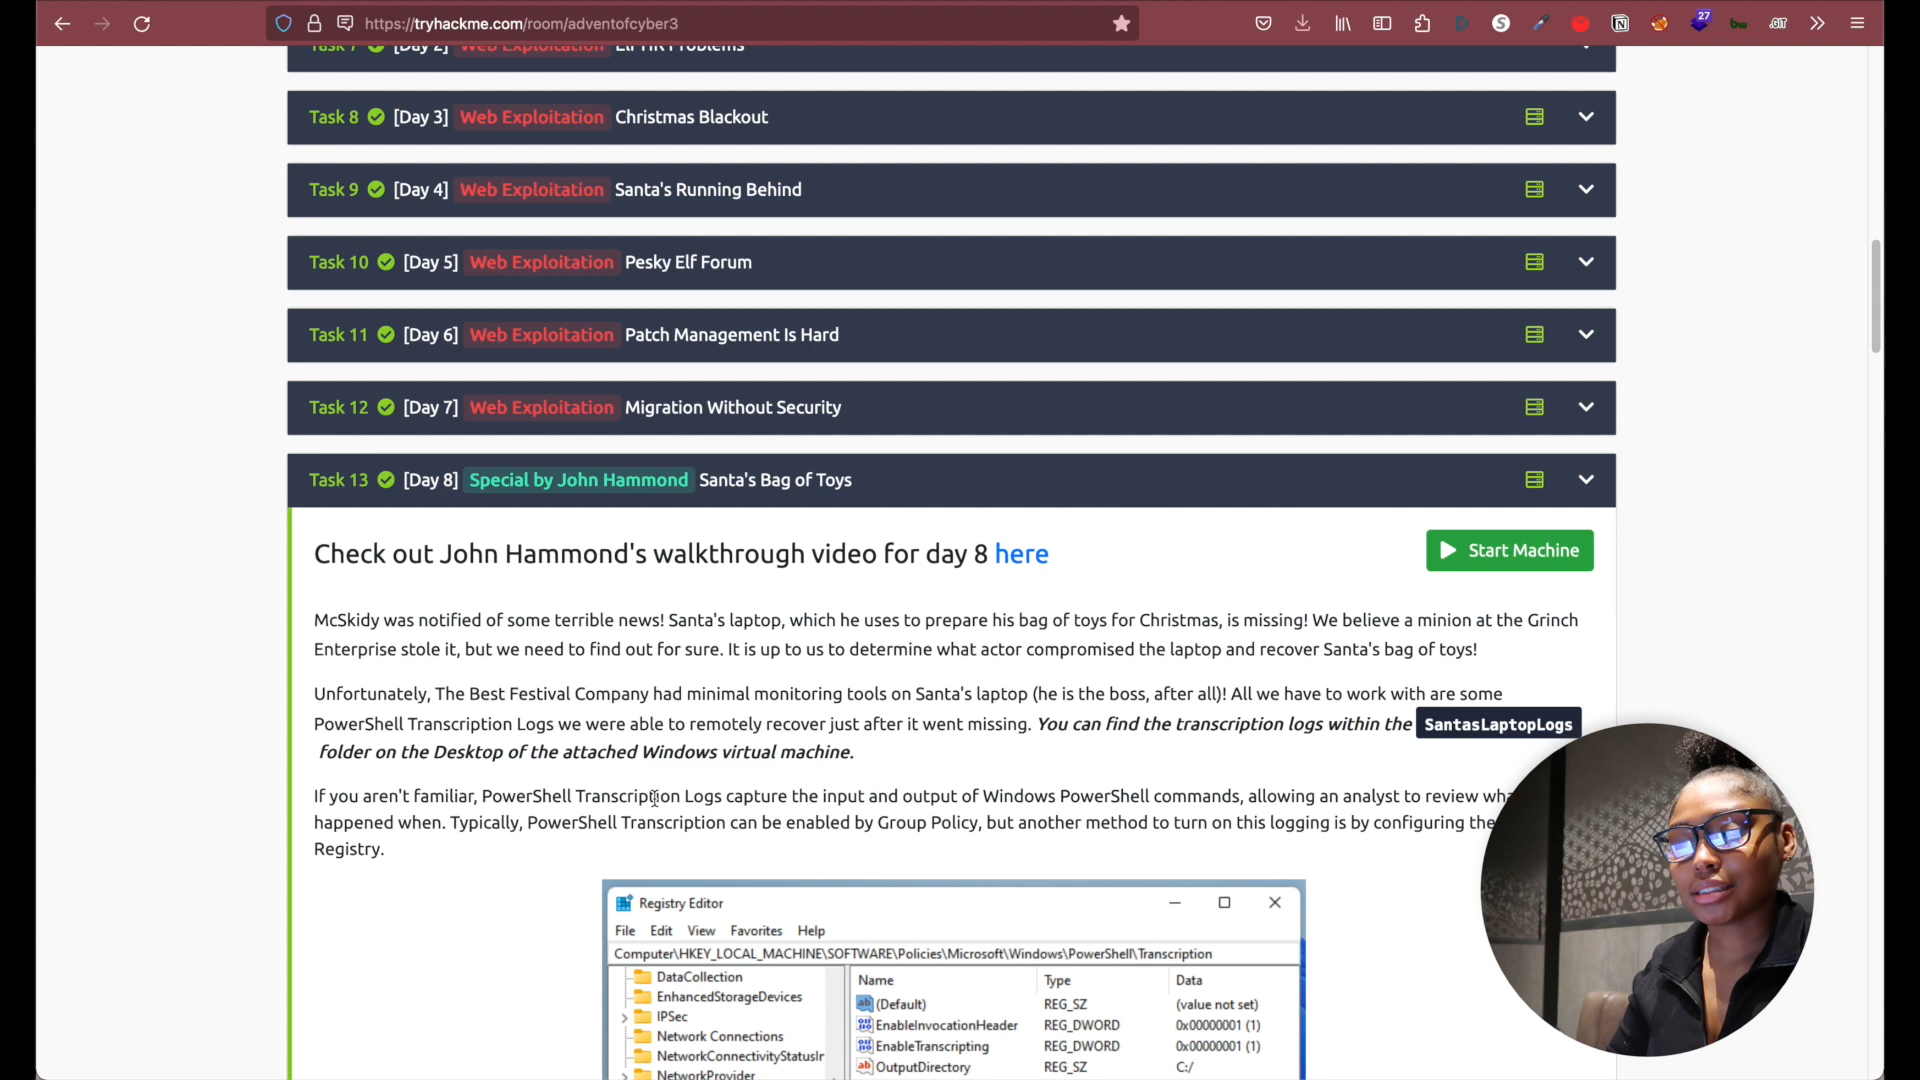 https://tryhackme.com/room/adventofcyber3
27
.GIT
Task 7 [Day 2] Web Exploitation Elf HR Problems
Task 8 [Day 3] Web Exploitation Christmas Blackout
Task 9 [Day 4] Web Exploitation Santa's Running Behind
Task 10 [Day 5] Web Exploitation Pesky Elf Forum
Task 11 [Day 6] Web Exploitation Patch Management Is Hard
Task 12 [Day 7] Web Exploitation Migration Without Security
Task 13 [Day 8] Special by John Hammond Santa's Bag of Toys
Check out John Hammond's walkthrough video for day 8 here
Start Machine
McSkidy was notified of some terrible news! Santa's laptop, which he uses to prepare his bag of toys for Christmas, is missing! We believe a minion at the Grinch
Enterprise stole it, but we need to find out for sure. It is up to us to determine what actor compromised the laptop and recover Santa's bag of toys!
Unfortunately, The Best Festival Company had minimal monitoring tools on Santa's laptop (he is the boss, after all)! All we have to work with are some
PowerShell Transcription Logs we were able to remotely recover just after it went missing. You can find the transcription logs within the SantasLaptopLogs
folder on the Desktop of the attached Windows virtual machine.
If you aren't familiar, PowerShell Transcription Logs capture the input and output of Windows PowerShell commands, allowing an analyst to review
happened when. Typically, PowerShell Transcription can be enabled by Group Policy, but another method to turn on this logging is by configuring the
Registry.
Registry Editor
File Edit View Favorites Help
Computer\HKEY_LOCAL_MACHINE\SOFTWARE\Policies\Microsoft\Windows\PowerShell\Transcription
DataCollection
EnhancedStorageDevices
IPSec
Network Connections
NetworkConnectivityStatusIr
NetworkProvider
Name Type Data
(Default) REG_SZ (value not set)
EnableInvocationHeader REG_DWORD 0x00000001 (1)
EnableTranscripting REG_DWORD 0x00000001 (1)
OutputDirectory REG_SZ C:/